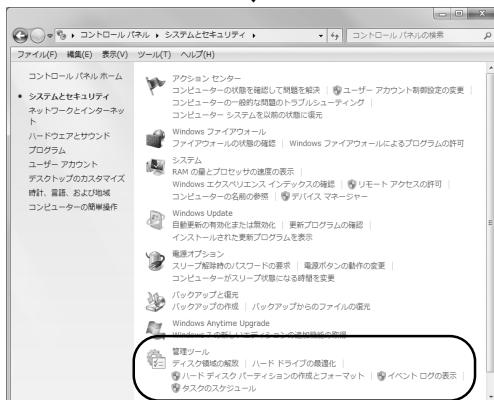 コントロール パネル ▸ システムとセキュリティ ▸
コントロール パネルの検索
ファイル(F) 編集(E) 表示(V) ツール(T) ヘルプ(H)
コントロール パネル ホーム
システムとセキュリティ
ネットワークとインターネッ
ト
ハードウェアとサウンド
プログラム
ユーザー アカウント
デスクトップのカスタマイズ
時計、言語、および地域
コンピューターの簡単操作
アクション センター
コンピューターの状態を確認して問題を解決 | ユーザー アカウント制御設定の変更 |
コンピューターの一般的な問題のトラブルシューティング |
コンピューター システムを以前の状態に復元
Windows ファイアウォール
ファイアウォールの状態の確認 | Windows ファイアウォールによるプログラムの許可
システム
RAM の量とプロセッサの速度の表示 |
Windows エクスペリエンス インデックスの確認 | リモート アクセスの許可 |
コンピューターの名前の参照 | デバイス マネージャー
Windows Update
自動更新の有効化または無効化 | 更新プログラムの確認 |
インストールされた更新プログラムを表示
電源オプション
スリープ解除時のパスワードの要求 | 電源ボタンの動作の変更 |
コンピューターがスリープ状態になる時間を変更
バックアップと復元
バックアップの作成 | バックアップからのファイルの復元
Windows Anytime Upgrade
Windows 7 の新しいエディションの追加機能の取得
管理ツール
ディスク領域の解放 | ハード ドライブの最適化 |
ハード ディスク パーティションの作成とフォーマット | イベント ログの表示 |
タスクのスケジュール